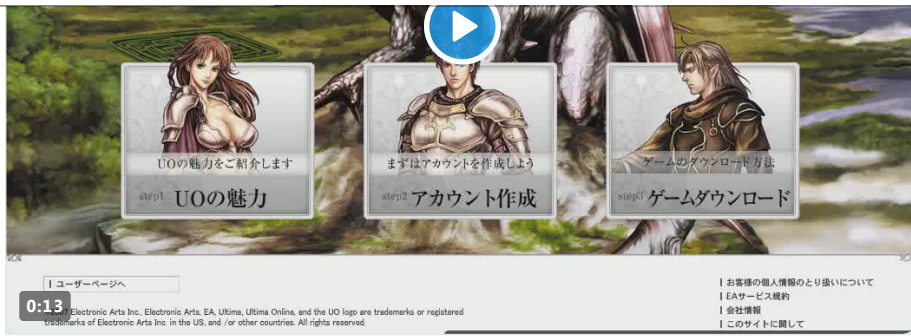 UOの魅力をご紹介します
step1 UOの魅力
まずはアカウントを作成しよう
step2 アカウント作成
ゲームのダウンロード方法
step3 ゲームダウンロード
ユーザーページへ
お客様の個人情報のとり扱いについて
EAサービス規約
会社情報
このサイトに関して
0:13
2007 Electronic Arts Inc., Electronic Arts, EA, Ultima, Ultima Online, and the UO logo are trademarks or registered
trademarks of Electronic Arts Inc. in the US, and /or other countries. All rights reserved.